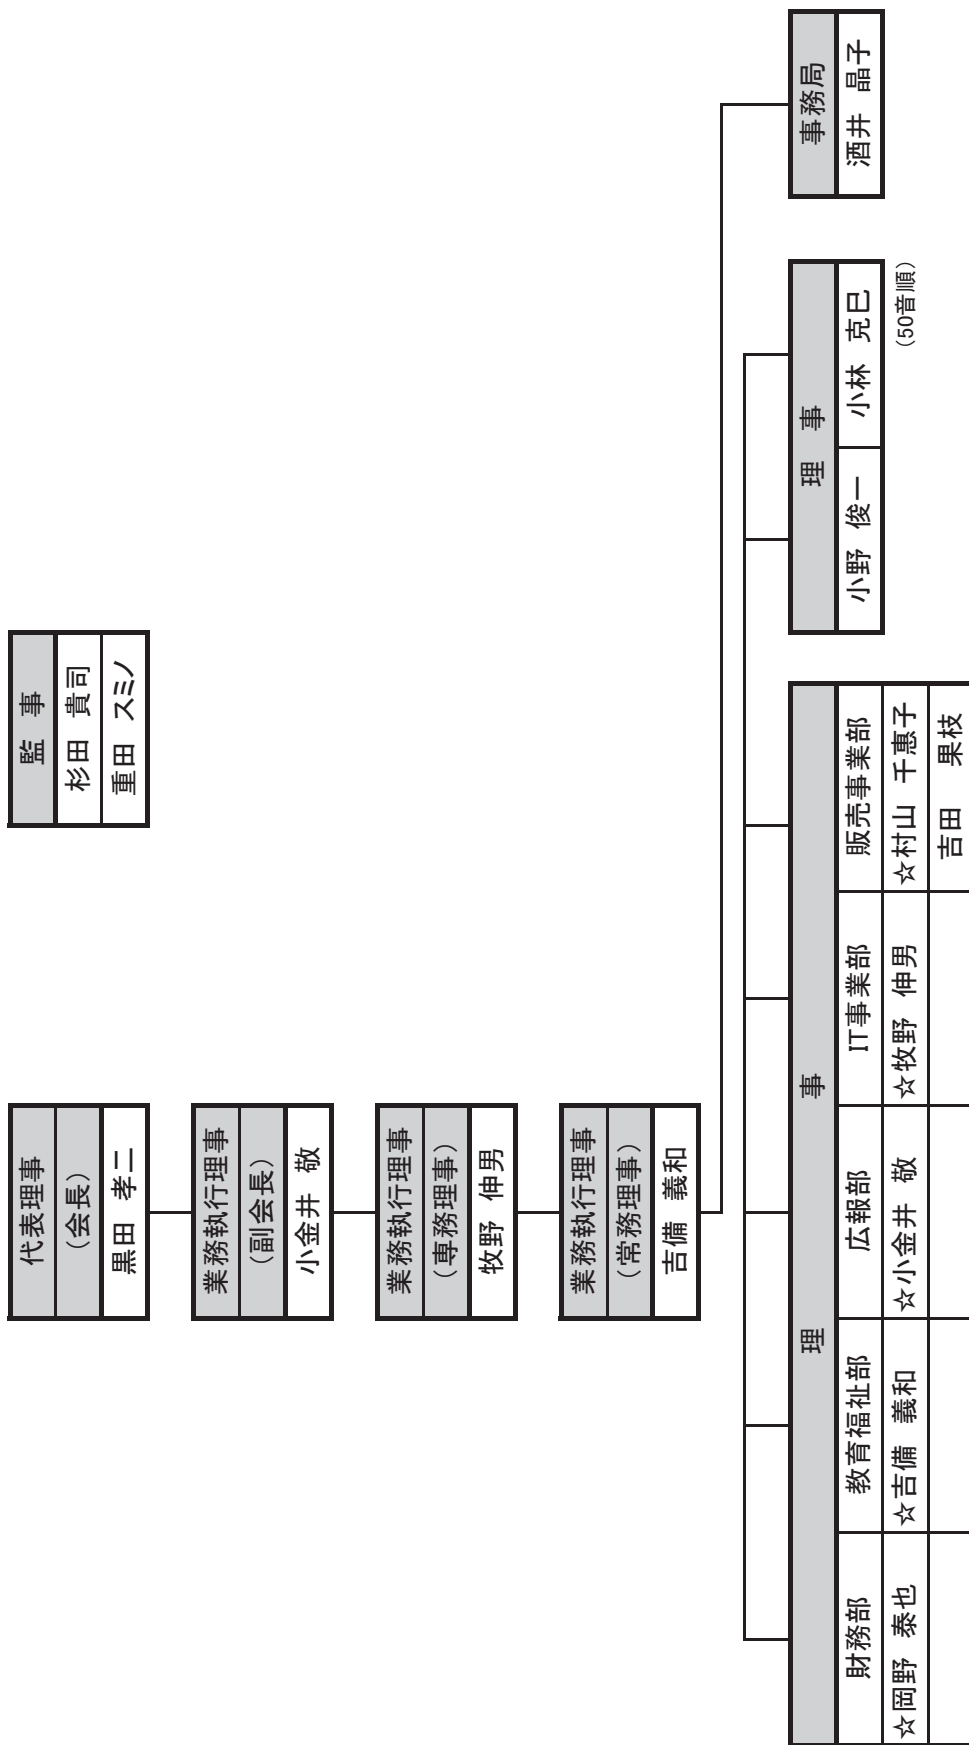 代表理事
（会長）
黒田　孝二
監　事
杉田　貴司
重田　スミノ
業務執行理事
（副会長）
小金井　敬
業務執行理事
（専務理事）
牧野　伸男
業務執行理事
（常務理事）
吉備　義和
理　事
財務部
☆岡野　泰也
教育福祉部
☆吉備　義和
広報部
☆小金井　敬
IT事業部
☆牧野　伸男
販売事業部
☆村山　千恵子
吉田　果枝
理　事
小野　俊一
小林　克巳
（50音順）
事務局
酒井　晶子